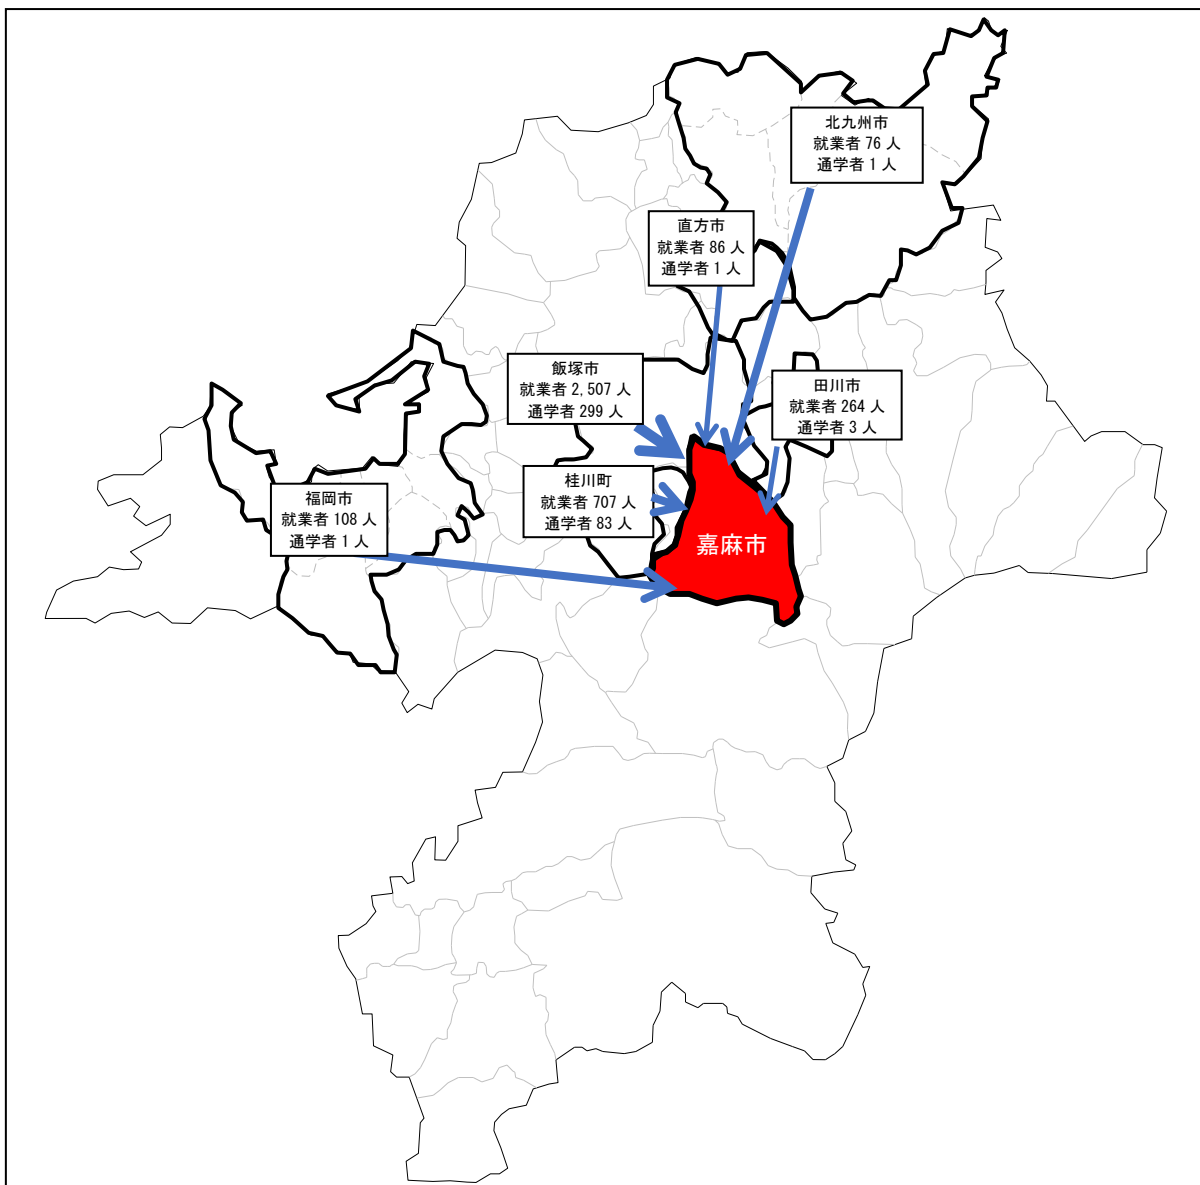 北九州市
就業者 76 人
通学者 1 人
直方市
就業者 86 人
通学者 1 人
飯塚市
就業者 2,507 人
通学者 299 人
田川市
就業者 264 人
通学者 3 人
桂川町
就業者 707 人
通学者 83 人
福岡市
就業者 108 人
通学者 1 人
嘉麻市